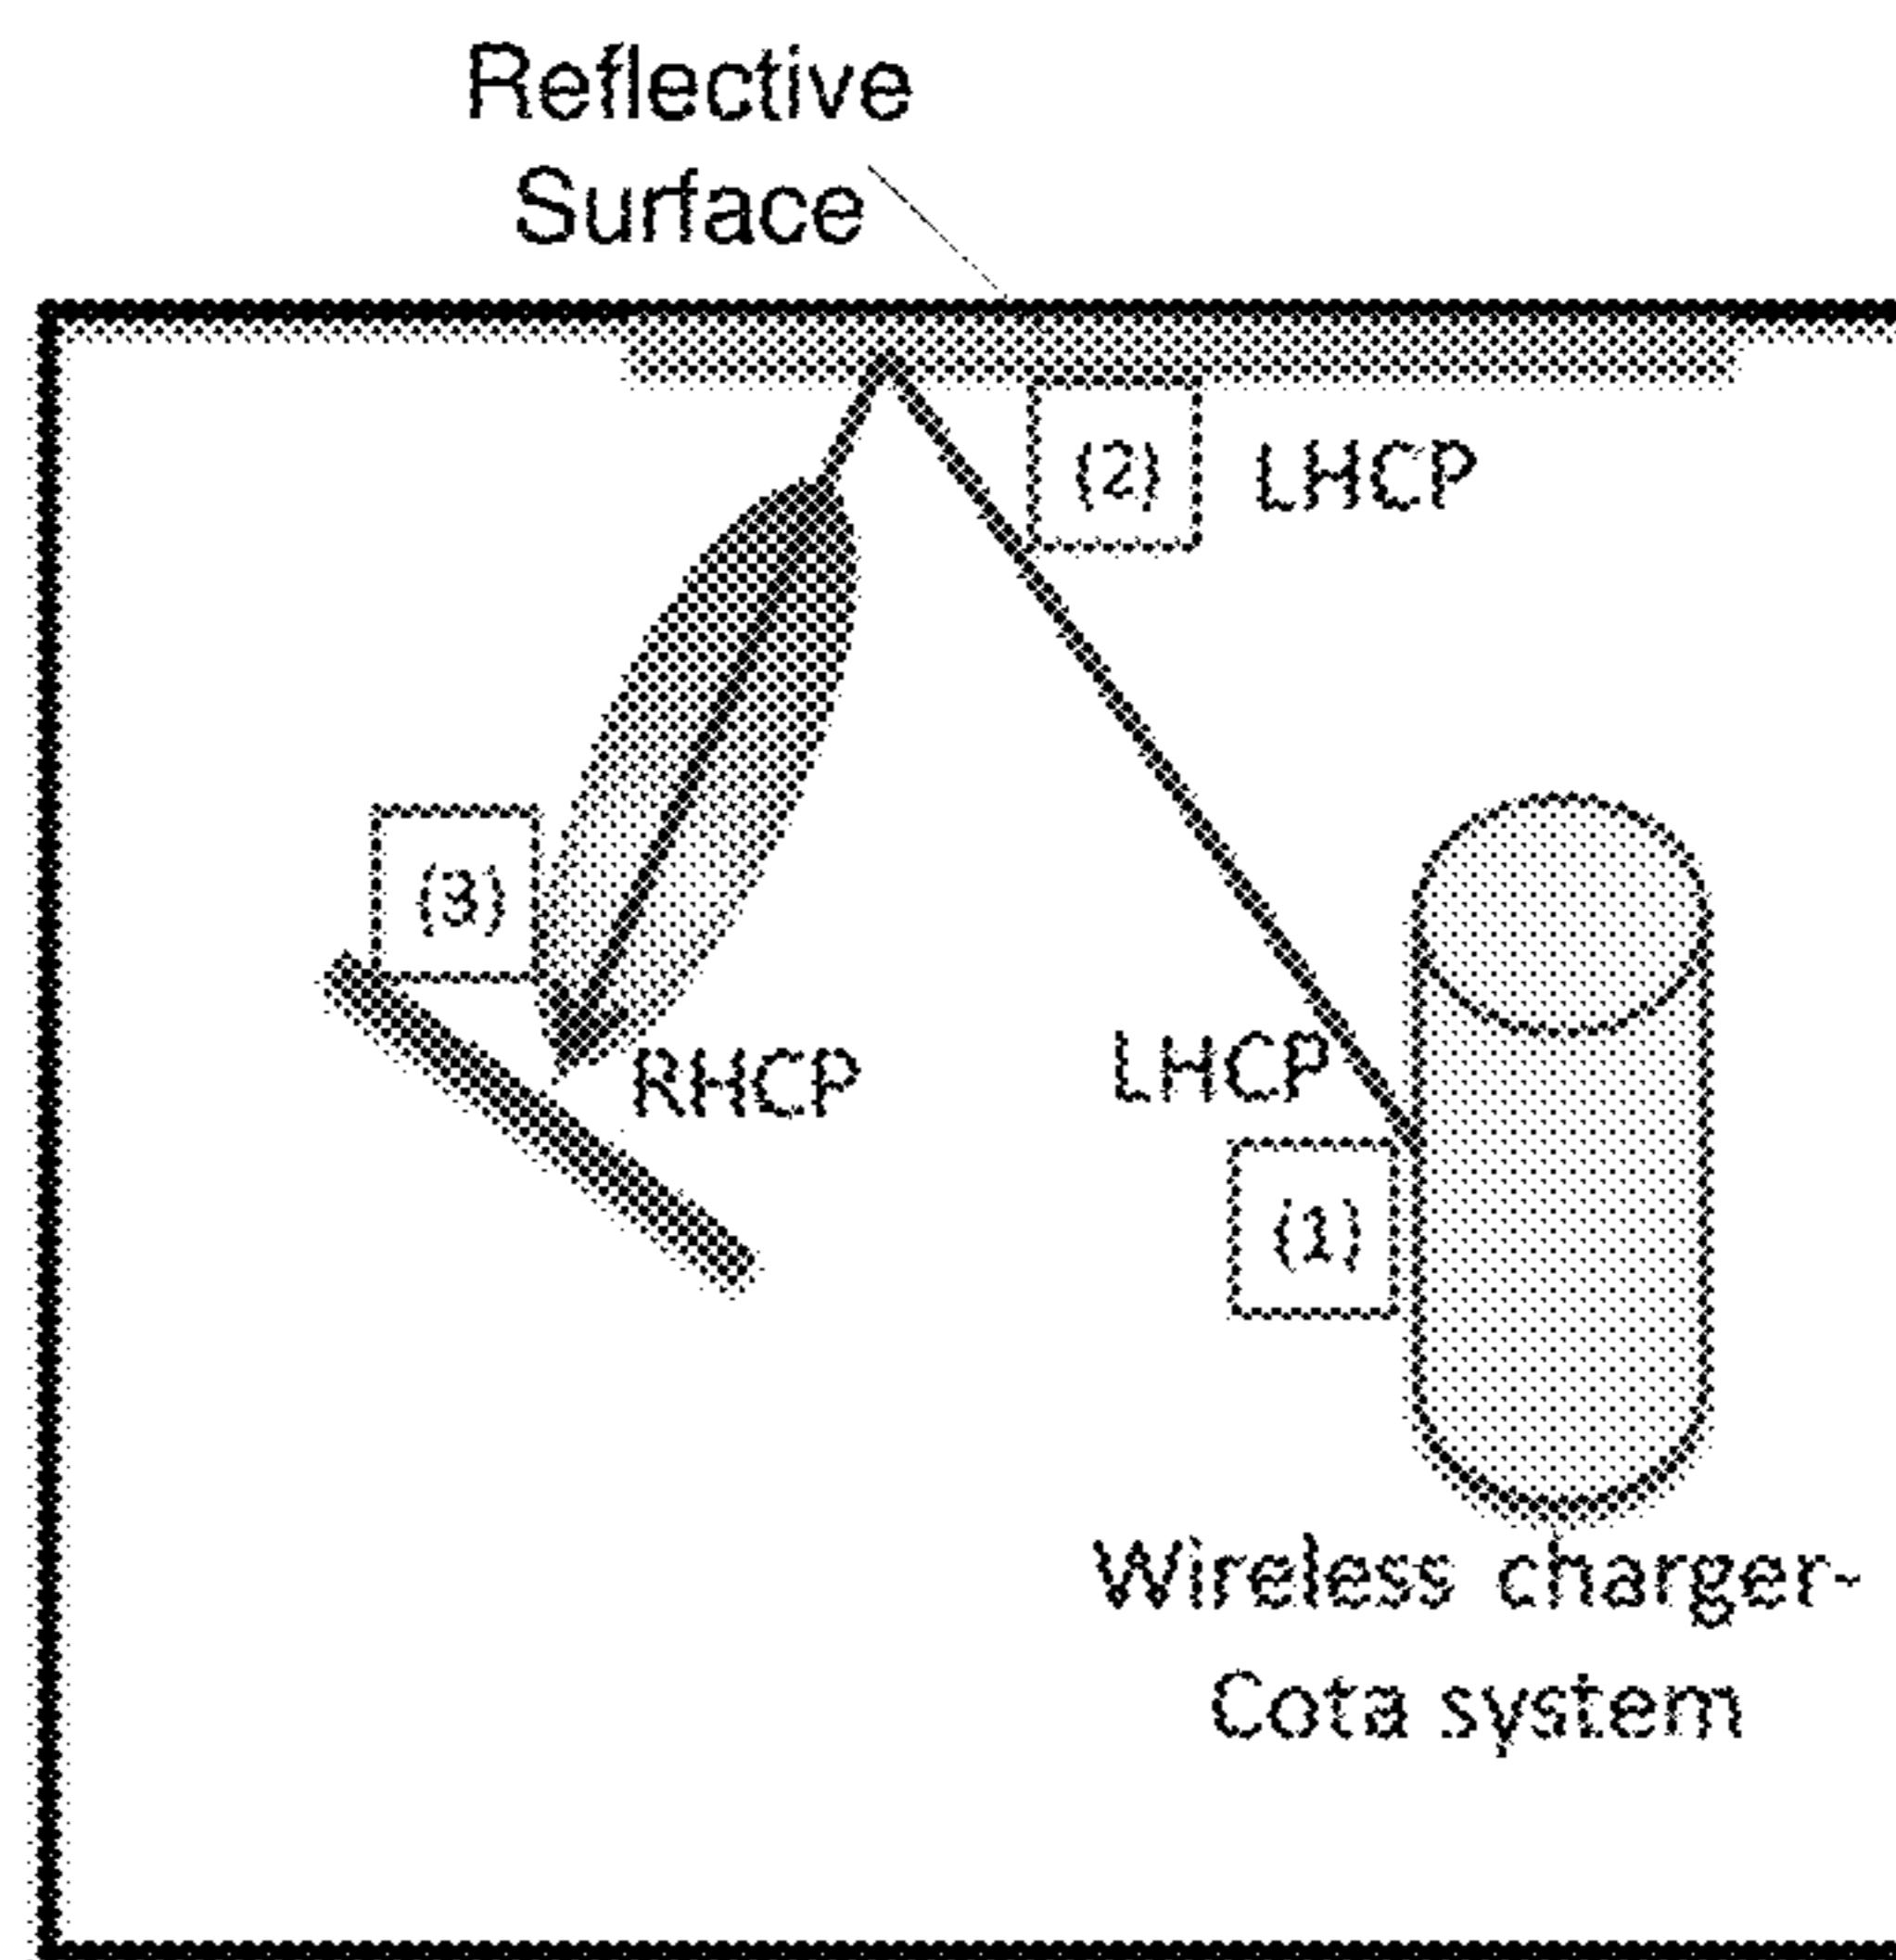 Reflective
Surface
(2) LHCP
(3)
RHCP
LHCP
(1)
Wireless charger-
Cota system